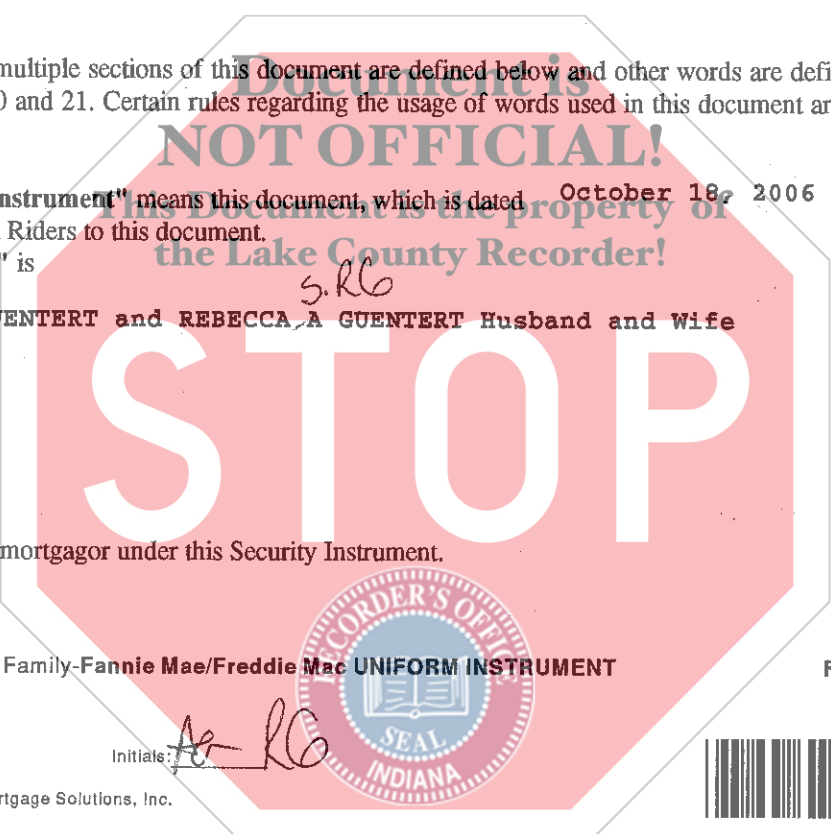 multiple sections of this document are defined below and other words are defi
Document is
0 and 21. Certain rules regarding the usage of words used in this document ar
NOT OFFICIAL!
nstrument" means this document, which is dated October 18, 2006
This Document is the property of
Riders to this document.
the Lake County Recorder!
" is
S. RG
UENTERT and REBECCA A GUENTERT Husband and Wife
STOP
mortgagor under this Security Instrument.
RECORDER'S OFFICE
Family-Fannie Mae/Freddie Mac UNIFORM INSTRUMENT
F
SEAL
Initials: RG
INDIANA
rtgage Solutions, Inc.